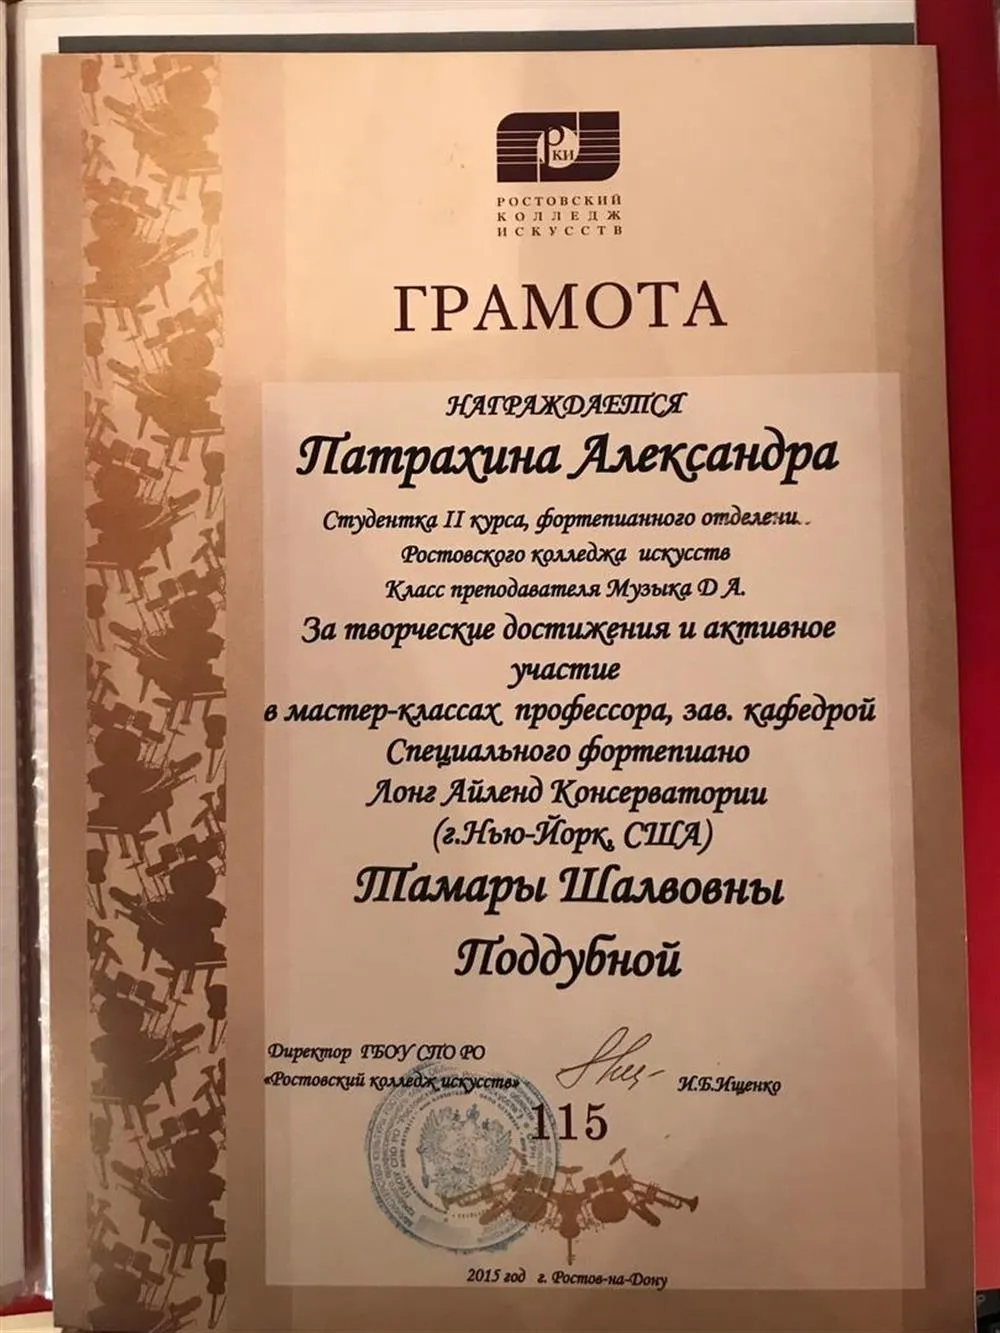 РКИ
РОСТОВСКИЙ
КОЛЛЕДЖ
ИСКУССТВ
ГРАМОТА
НАГРАЖДАЕТСЯ
Патрахина Александра
Студентка II курса, фортепианного отделени
Ростовского колледжа искусств
Класс преподавателя Музыка Д А.
За творческие достижения и активное
участие
в мастер-классах профессора, зав. кафедрой
Специального фортепиано
Лонг Айленд Консерватории
(г.Нью-Йорк, США)
Тамары Шалвовны
Поддубной
Директор ГБОУ СПО РО
«Ростовский колледж искусств»
И.Б.Ищенко
115
2015 год г. Ростов-на-Дону